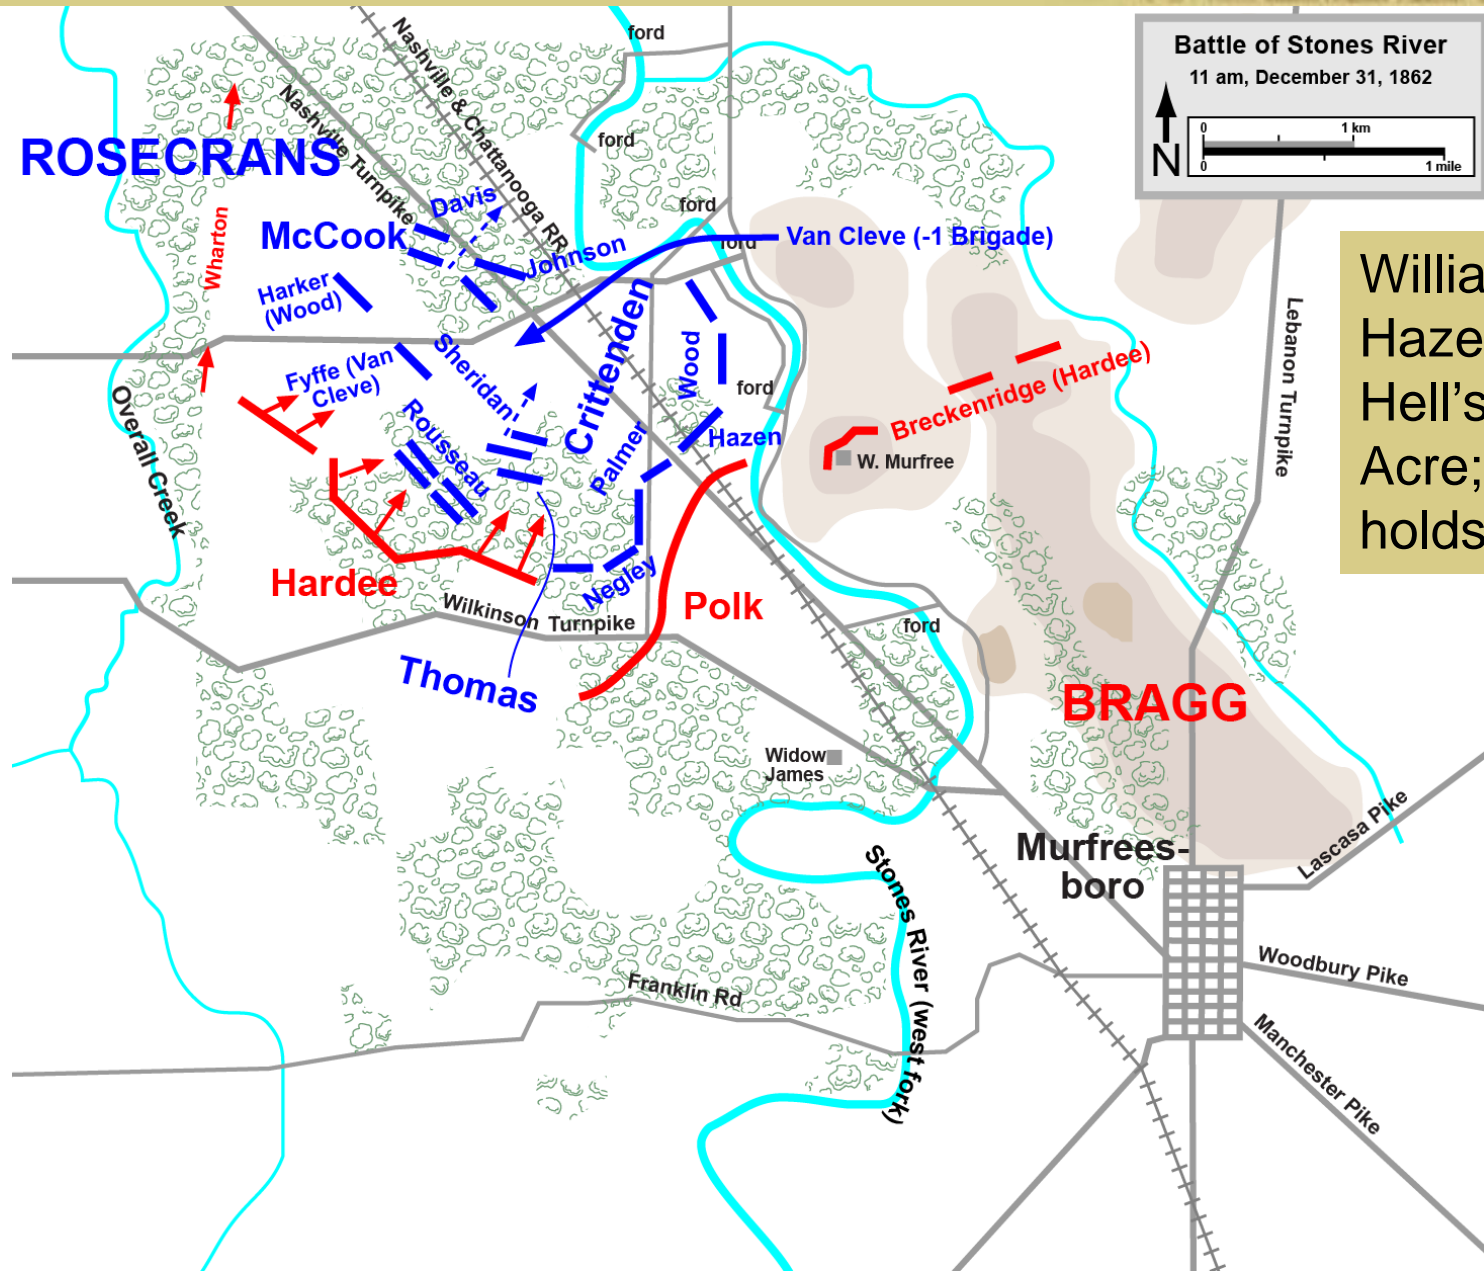 Battle of Stones River
11 am, December 31, 1862
0
1 km
0
1 mile
N
ford
Nashville & Chattanooga RR
Nashville Turnpike
ROSECRANS
ford
Davis
ford
Wharton
McCook
Johnson
ford
Van Cleve (-1 Brigade)
Harker
(Wood)
Crittenden
Lebanon Turnpike
Hell's
Acre;
holds
Sheridan
Wood
Fyffe (Van
Cleve)
ford
Breckenridge (Hardee)
Overall Creek
Rousseau
Palmer
Hazen
W. Murfree
Hardee
Negley
Polk
Wilkinson Turnpike
ford
Thomas
BRAGG
Widow
James
Murfrees-
boro
Lascasa Pike
Stones River (west fork)
Franklin Rd
Woodbury Pike
Manchester Pike